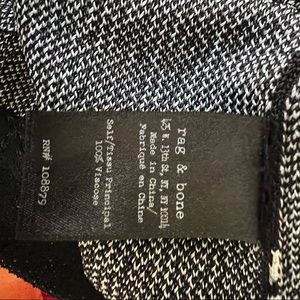 rag & bone
425 W. 13th St, NY, NY 10014
Made in China/
Fabriqué en Chine
Self/Tissu Principal
100% Viscose
RN# 108879